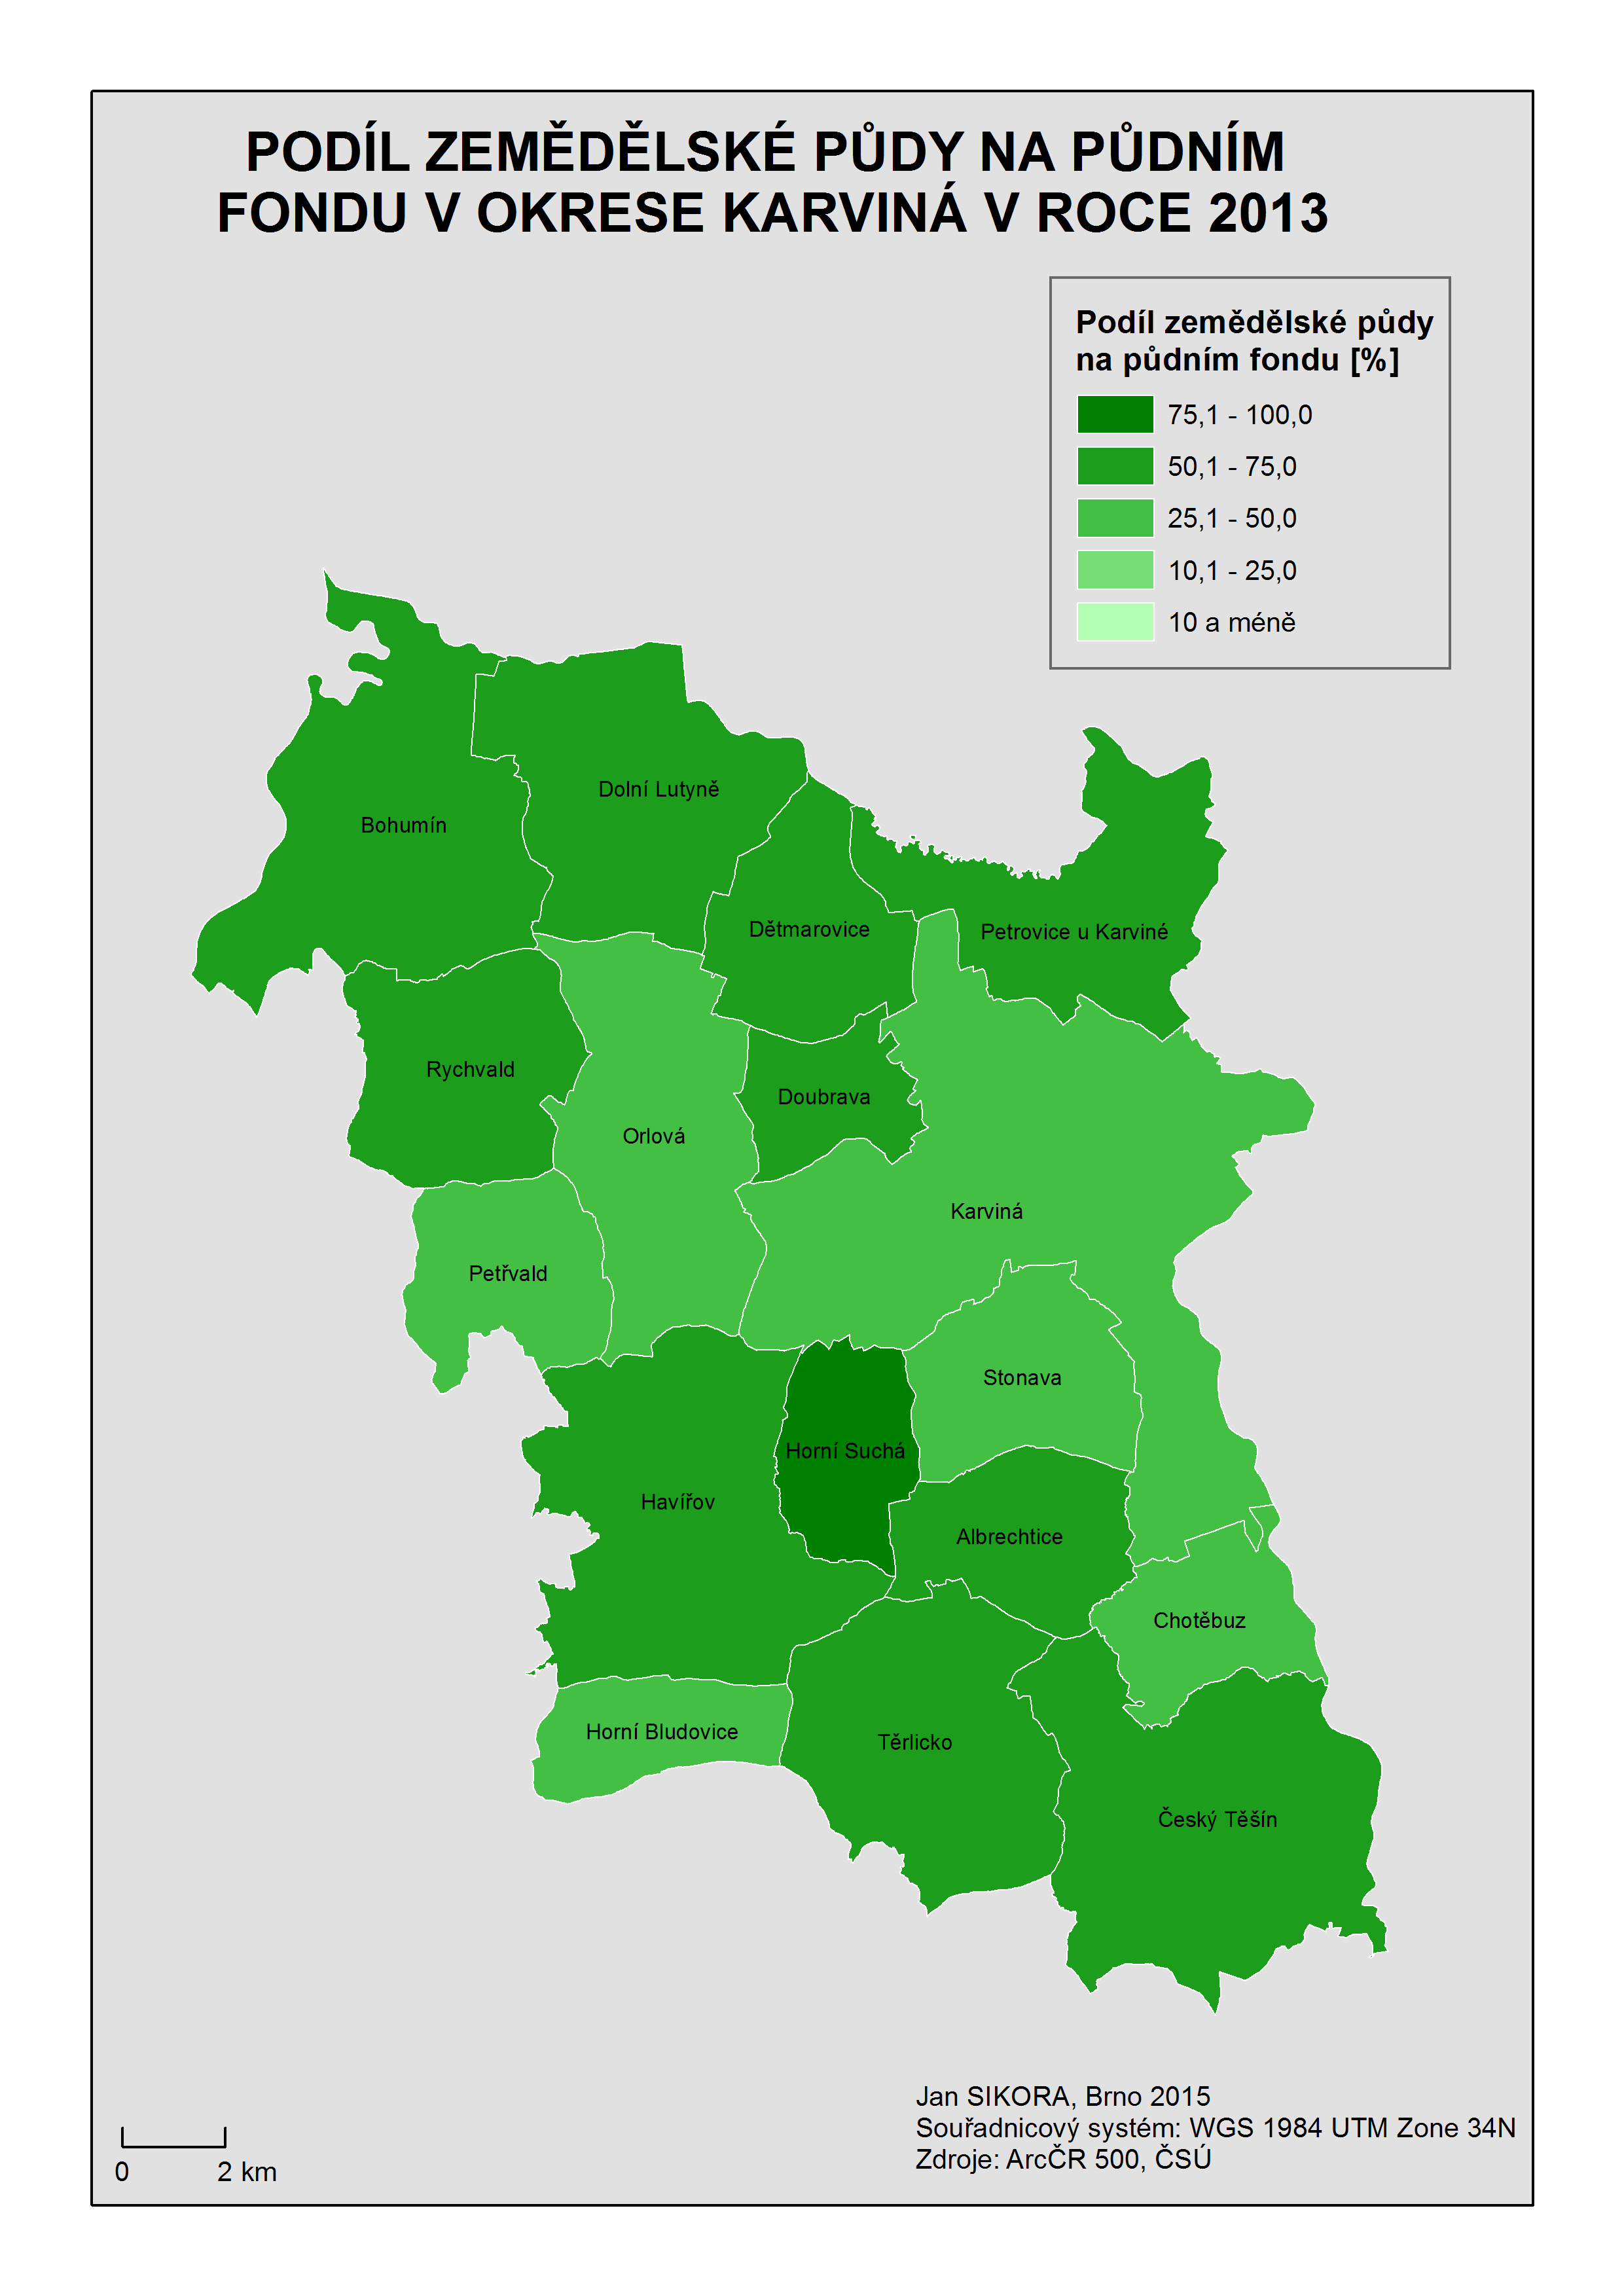 PODÍL ZEMĚDĚLSKÉ PŮDY NA PŮDNÍM
FONDU V OKRESE KARVINÁ V ROCE 2013
Podíl zemědělské půdy
na půdním fondu [%]
75,1 - 100,0
50,1 - 75,0
25,1 - 50,0
10,1 - 25,0
10 a méně
Dolní Lutyně
Bohumín
Dětmarovice
Petrovice u Karviné
Rychvald
Doubrava
Orlová
Karviná
Petřvald
Stonava
Horní Suchá
Havířov
Albrechtice
Chotěbuz
Horní Bludovice
Těrlicko
Český Těšín
Jan SIKORA, Brno 2015
Souřadnicový systém: WGS 1984 UTM Zone 34N
Zdroje: ArcČR 500, ČSÚ
0 2 km